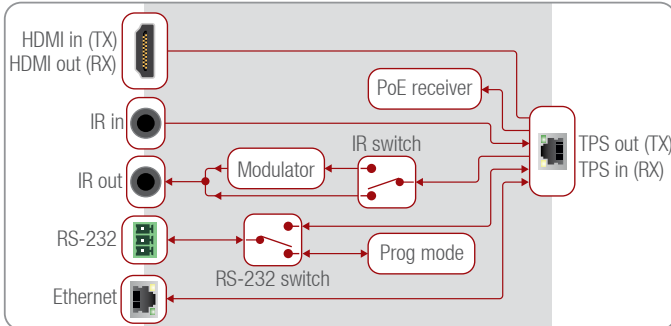 HDMI in (TX)
HDMI out (RX)
PoE receiver
IR in
IR switch
TPS out (TX)
TPS in (RX)
IR out
Modulator
RS-232
Prog mode
RS-232 switch
Ethernet